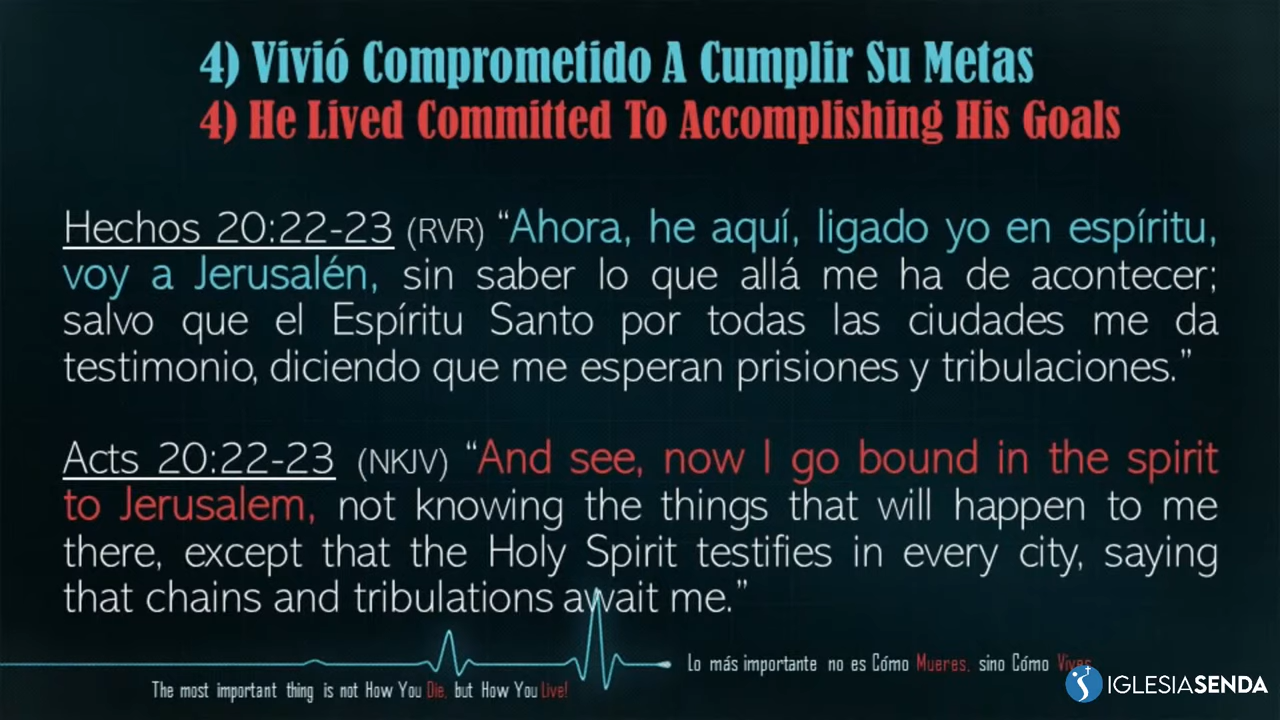 4) Vivió Comprometido A Cumplir Su Metas
4) He Lived Committed To Accomplishing His Goals
Hechos 20:22-23 (RVR) “Ahora, he aquí, ligado yo en espíritu,
voy a Jerusalén, sin saber lo que allá me ha de acontecer;
salvo que el Espíritu Santo por todas las ciudades me da
testimonio, diciendo que me esperan prisiones y tribulaciones.”
Acts 20:22-23 (NKJV) “And see, now I go bound in the spirit
to Jerusalem, not knowing the things that will happen to me
there, except that the Holy Spirit testifies in every city, saying
that chains and tribulations await me.”
Lo más importante no es Cómo Mueres, sino Cómo Vives
The most important thing is not How You Die, but How You Live!
IGLESIASENDA